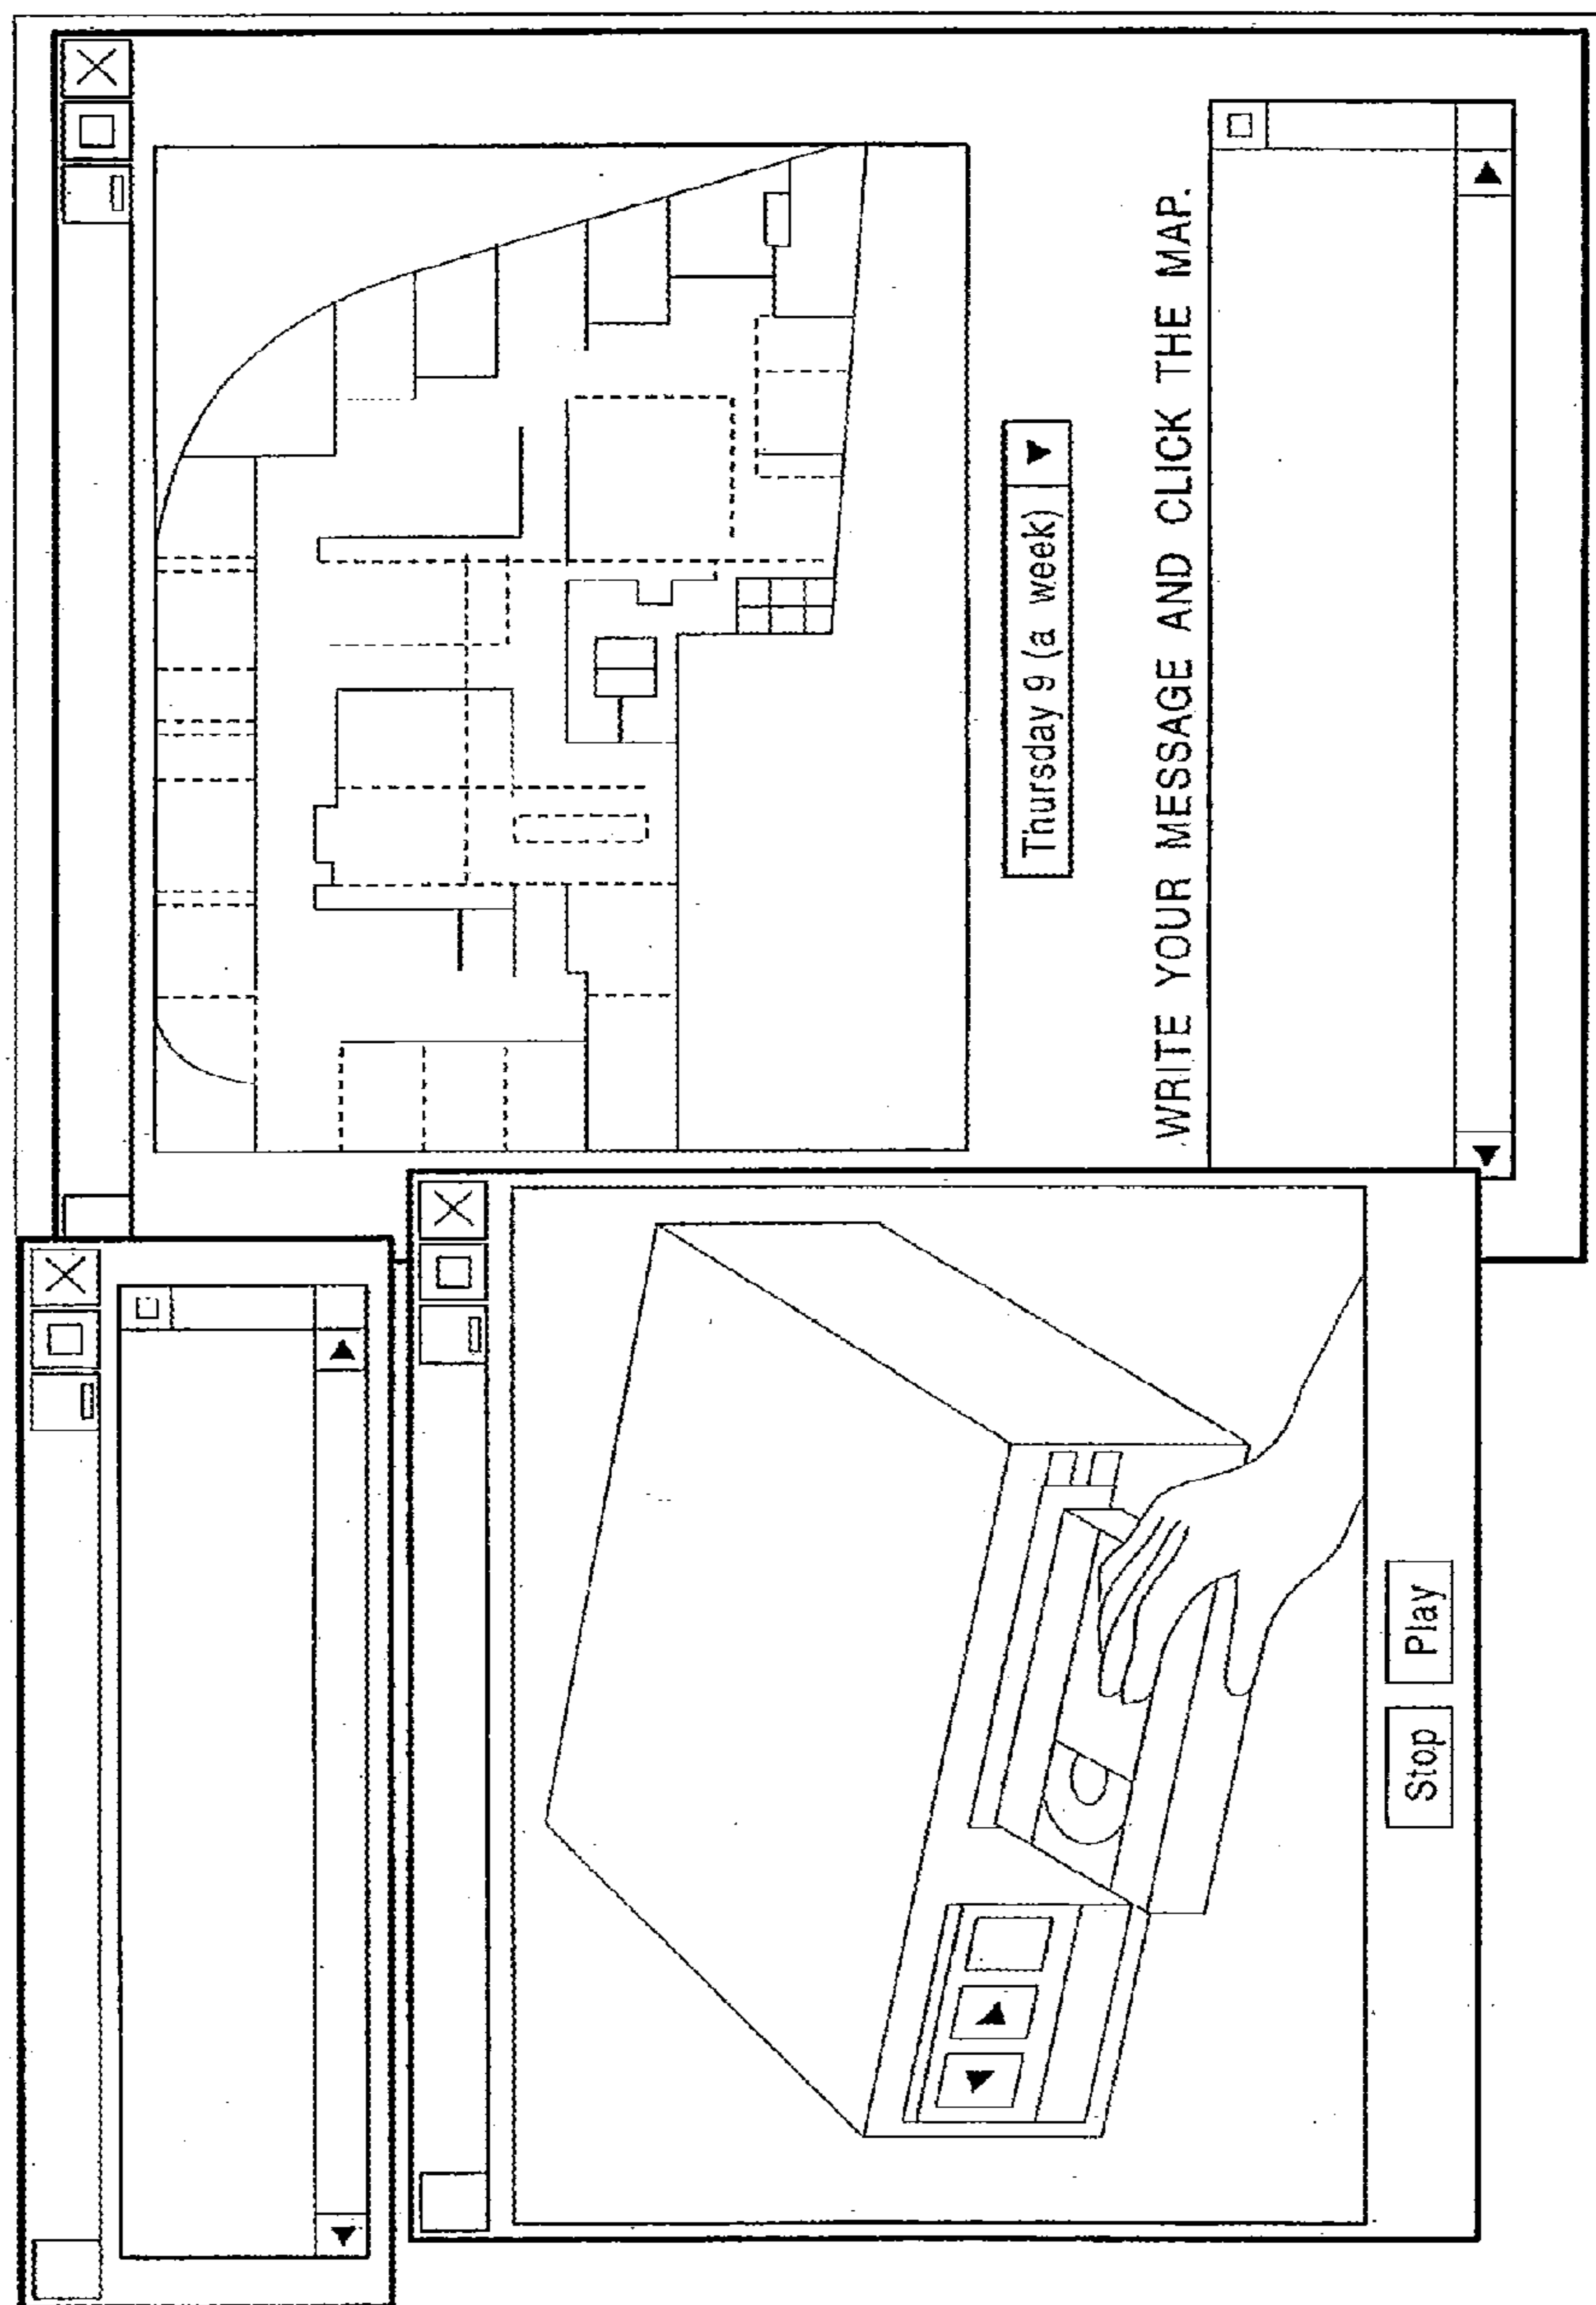 Thursday 9 (a week)
WRITE YOUR MESSAGE AND CLICK THE MAP.
Stop
Play